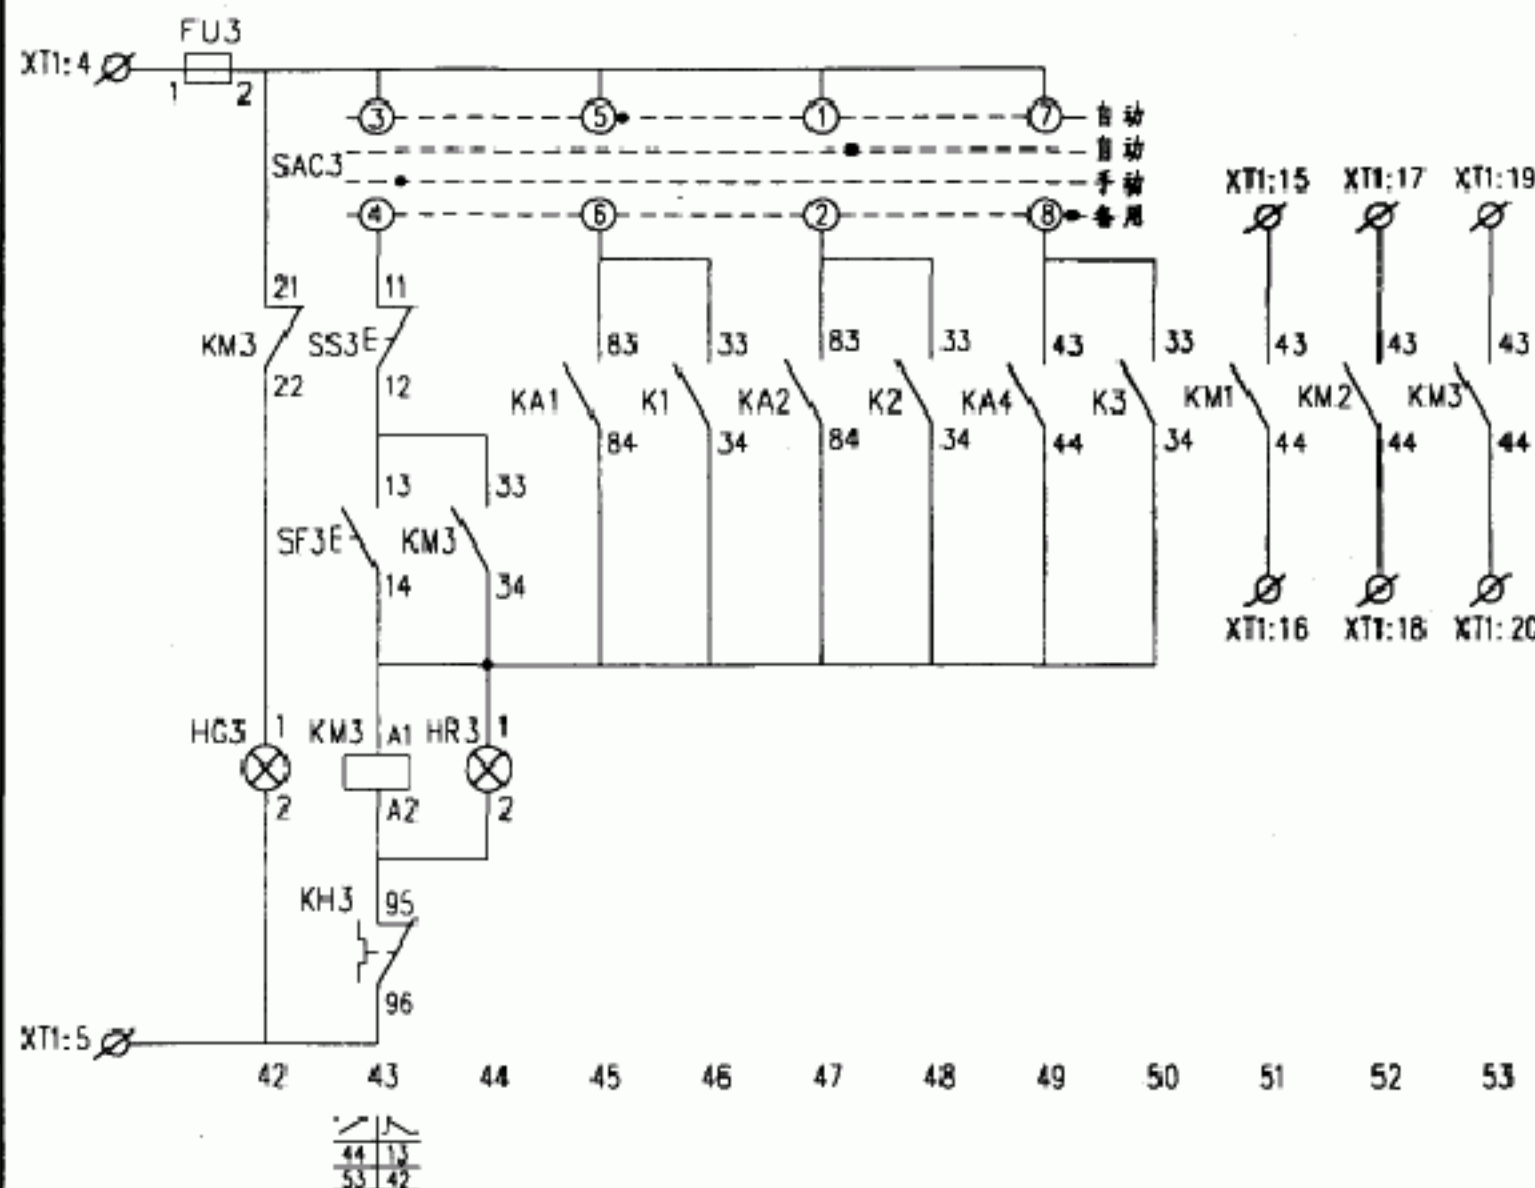 FU3
XT1:4
1 2
3 5 1 7 自动
自动
SAC3
手动
4 6 2 8 备用
XT1:15 XT1:17 XT1:19
21 11
KM3 SS3
22 12
83 33 83 33 43 33 43 43 43
KA1 K1 KA2 K2 KA4 K3 KM1 KM2 KM3
84 34 84 34 44 34 44 44 44
13 33
SF3 KM3
14 34
XT1:16 XT1:18 XT1:20
HG3 1 KM3 A1 HR3 1
2 A2 2
KH3 95
96
XT1:5
42 43 44 45 46 47 48 49 50 51 52 53
44 13
53 42